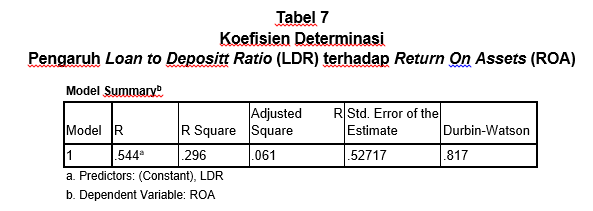 Tabel 7
Koefisien Determinasi
Pengaruh Loan to Depositt Ratio (LDR) terhadap Return On Assets (ROA)
Model Summaryᵇ
Model R R Square Adjusted R Square Std. Error of the Estimate Durbin-Watson
1 .544ᵃ .296 .061 .52717 .817
a. Predictors: (Constant), LDR
b. Dependent Variable: ROA